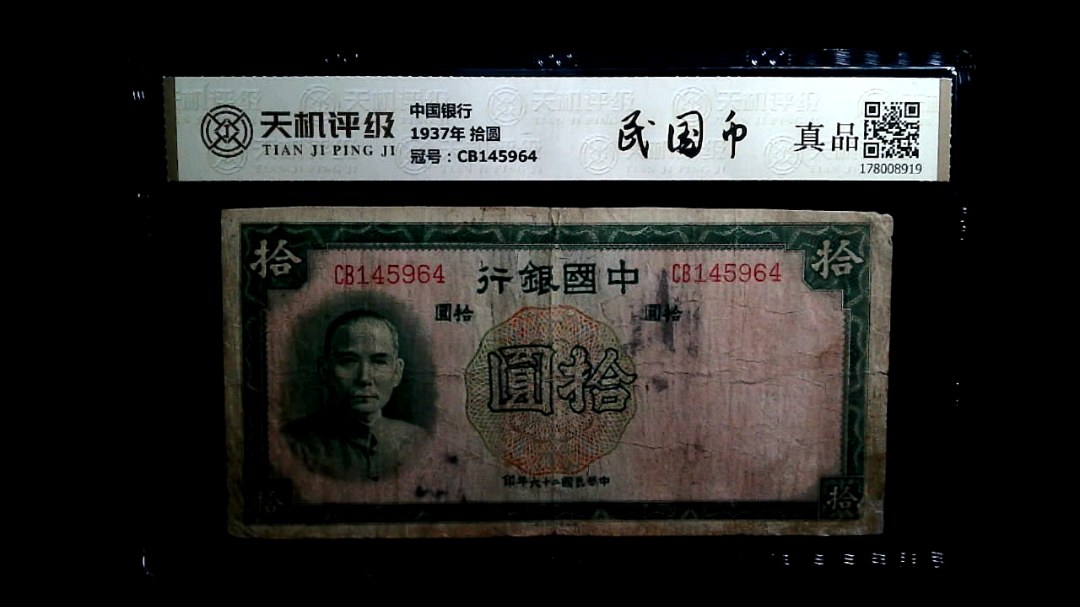 天机评级
TIAN JI PING JI
中国银行
1937年 拾圆
冠号：CB145964
民国币
真品
178008919
拾
拾
CB145964
行銀國中
CB145964
圓拾
圓拾
圓拾
印年六十二國民華中
拾
拾